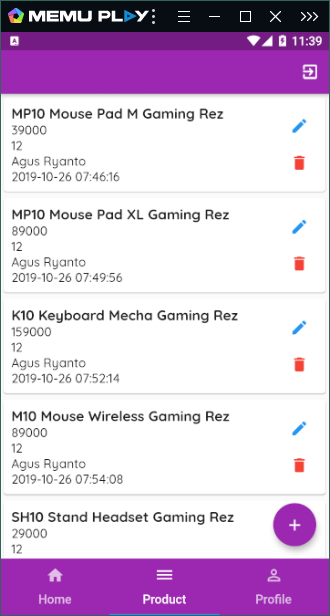 MEMU PLAY
11:39
MP10 Mouse Pad M Gaming Rez
39000
12
Agus Ryanto
2019-10-26 07:46:16
MP10 Mouse Pad XL Gaming Rez
89000
12
Agus Ryanto
2019-10-26 07:49:56
K10 Keyboard Mecha Gaming Rez
159000
12
Agus Ryanto
2019-10-26 07:52:14
M10 Mouse Wireless Gaming Rez
89000
12
Agus Ryanto
2019-10-26 07:54:08
SH10 Stand Headset Gaming Rez
29000
12
Home
Product
Profile